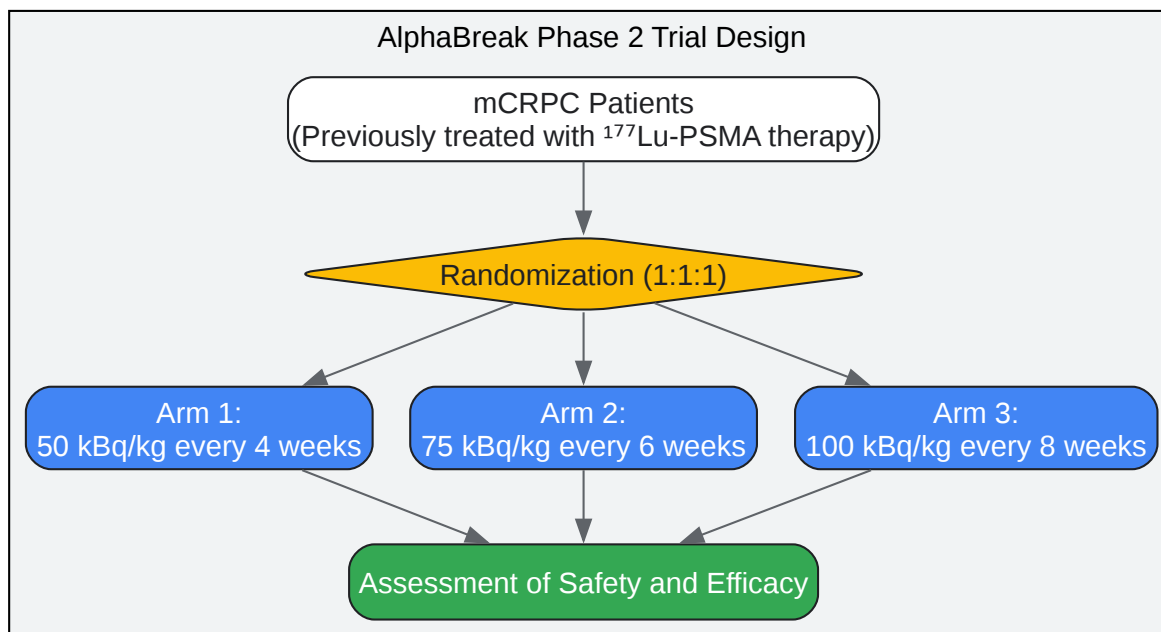 AlphaBreak Phase 2 Trial Design
mCRPC Patients
(Previously treated with ¹⁷⁷Lu-PSMA therapy)
Randomization (1:1:1)
Arm 1:
50 kBq/kg every 4 weeks
Arm 2:
75 kBq/kg every 6 weeks
Arm 3:
100 kBq/kg every 8 weeks
Assessment of Safety and Efficacy